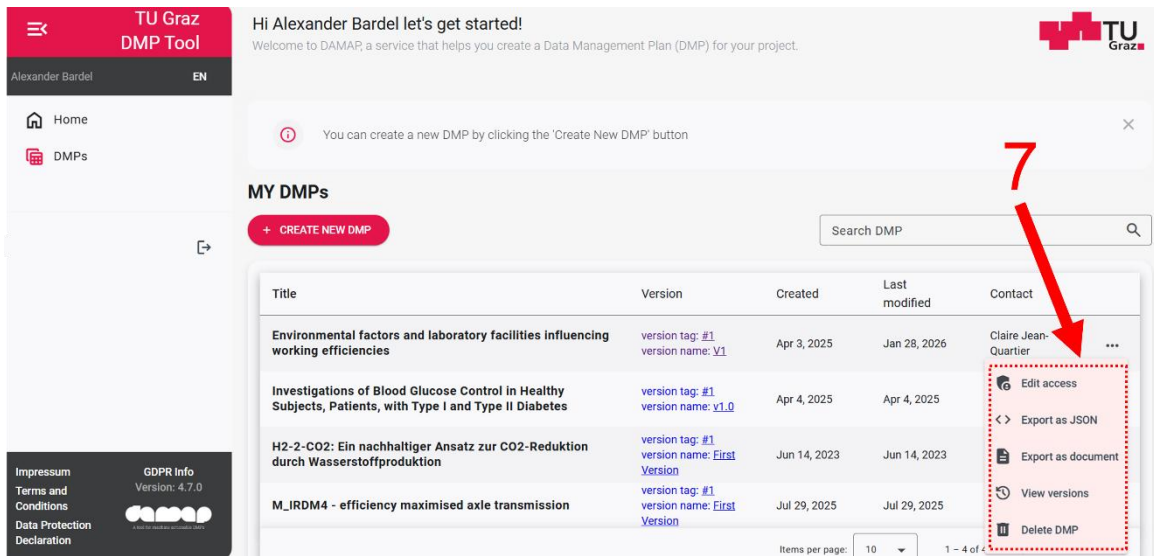 TU Graz
DMP Tool
Alexander Bardel EN
Home
DMPs
Impressum
Terms and
Conditions
Data Protection
Declaration
GDPR Info
Version: 4.7.0
damap
Hi Alexander Bardel let's get started!
Welcome to DAMAP, a service that helps you create a Data Management Plan (DMP) for your project.
TU
Graz
You can create a new DMP by clicking the 'Create New DMP' button
7
MY DMPs
+ CREATE NEW DMP
Search DMP
Title Version Created Last modified Contact
Environmental factors and laboratory facilities influencing
working efficiencies
version tag: #1
version name: V1
Apr 3, 2025
Jan 28, 2026
Claire Jean-
Quartier
...
Investigations of Blood Glucose Control in Healthy
Subjects, Patients, with Type I and Type II Diabetes
version tag: #1
version name: v1.0
Apr 4, 2025
Apr 4, 2025
H2-2-CO2: Ein nachhaltiger Ansatz zur CO2-Reduktion
durch Wasserstoffproduktion
version tag: #1
version name: First
Version
Jun 14, 2023
Jun 14, 2023
M_IRDM4 - efficiency maximised axle transmission
version tag: #1
version name: First
Version
Jul 29, 2025
Jul 29, 2025
Edit access
Export as JSON
Export as document
View versions
Delete DMP
Items per page: 10 1 – 4 of